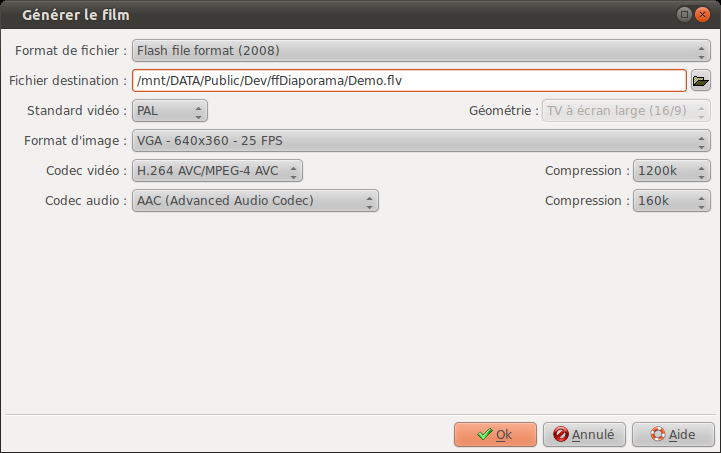 Générer le film
Format de fichier : Flash file format (2008)
Fichier destination : /mnt/DATA/Public/Dev/ffDiaporama/Demo.flv
Standard vidéo : PAL Géométrie : TV à écran large (16/9)
Format d'image : VGA - 640x360 - 25 FPS
Codec vidéo : H.264 AVC/MPEG-4 AVC Compression : 1200k
Codec audio : AAC (Advanced Audio Codec) Compression : 160k
Ok Annulé Aide